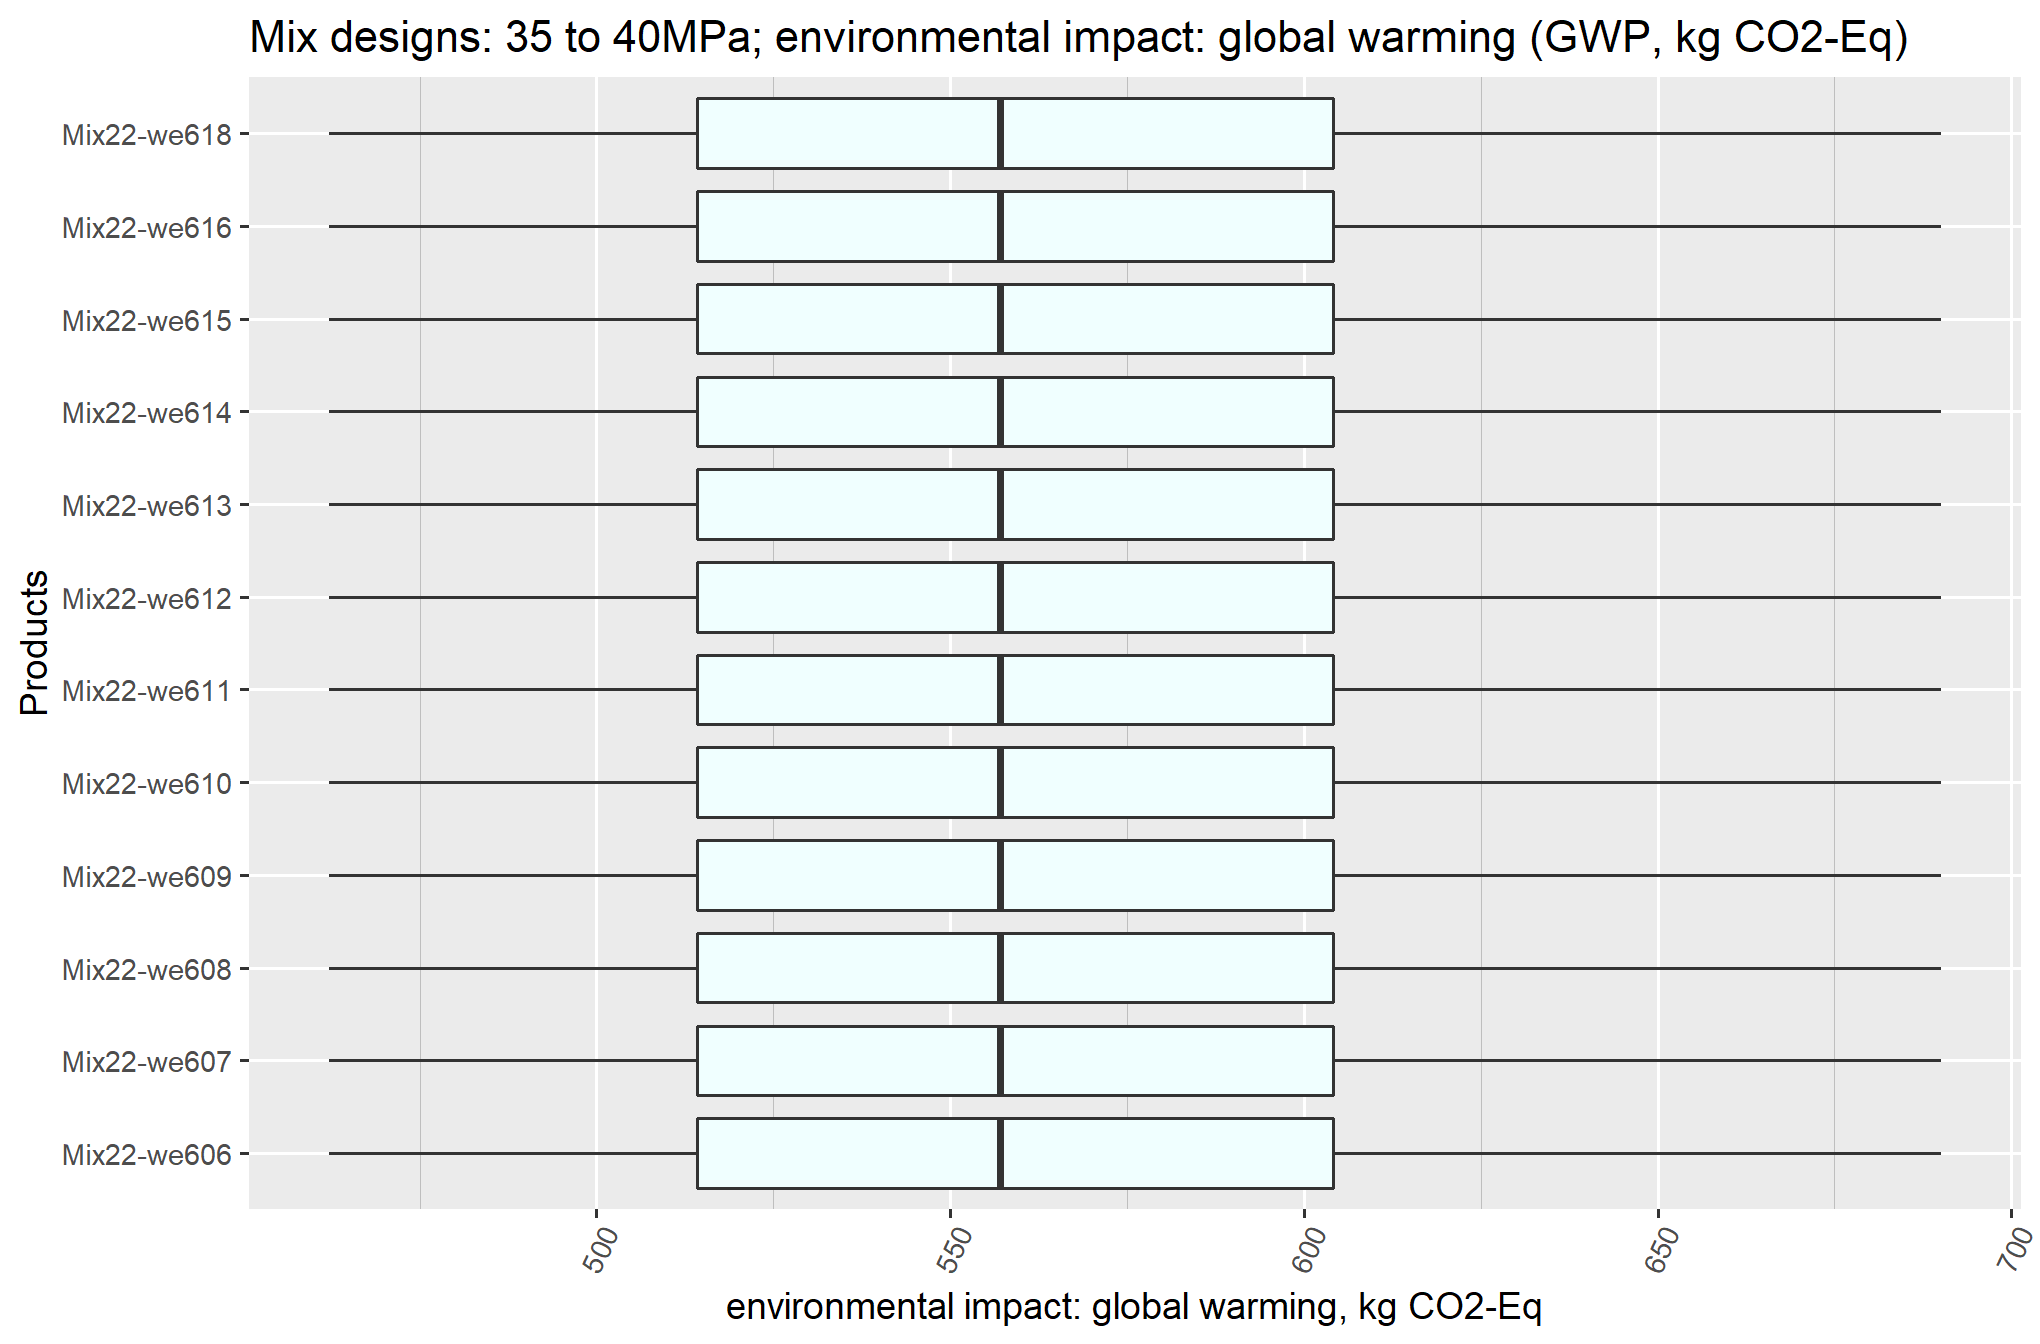 Mix designs: 35 to 40MPa; environmental impact: global warming (GWP, kg CO2-Eq)
Products
Mix22-we618
Mix22-we616
Mix22-we615
Mix22-we614
Mix22-we613
Mix22-we612
Mix22-we611
Mix22-we610
Mix22-we609
Mix22-we608
Mix22-we607
Mix22-we606
500
550
600
650
700
environmental impact: global warming, kg CO2-Eq